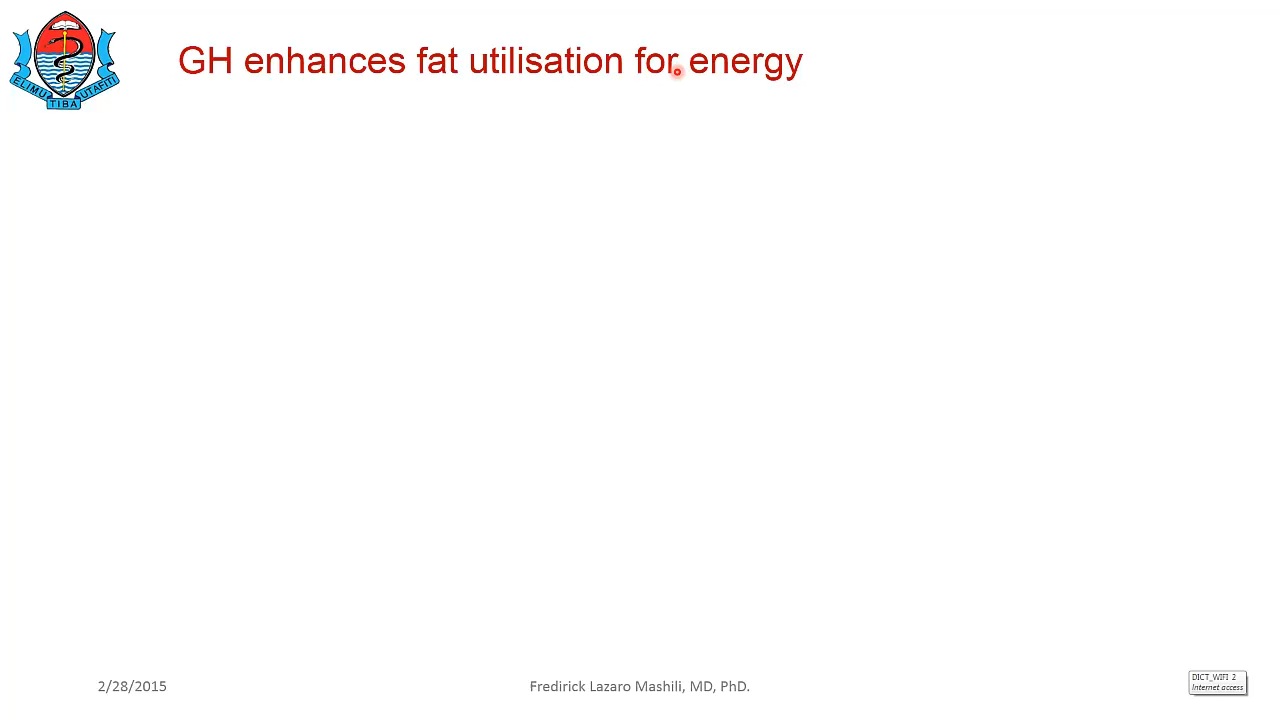 GH enhances fat utilisation for energy
ELIMU TIBA UTAFITI
2/28/2015
Fredirick Lazaro Mashili, MD, PhD.
DICT_WIFI 2
Internet access